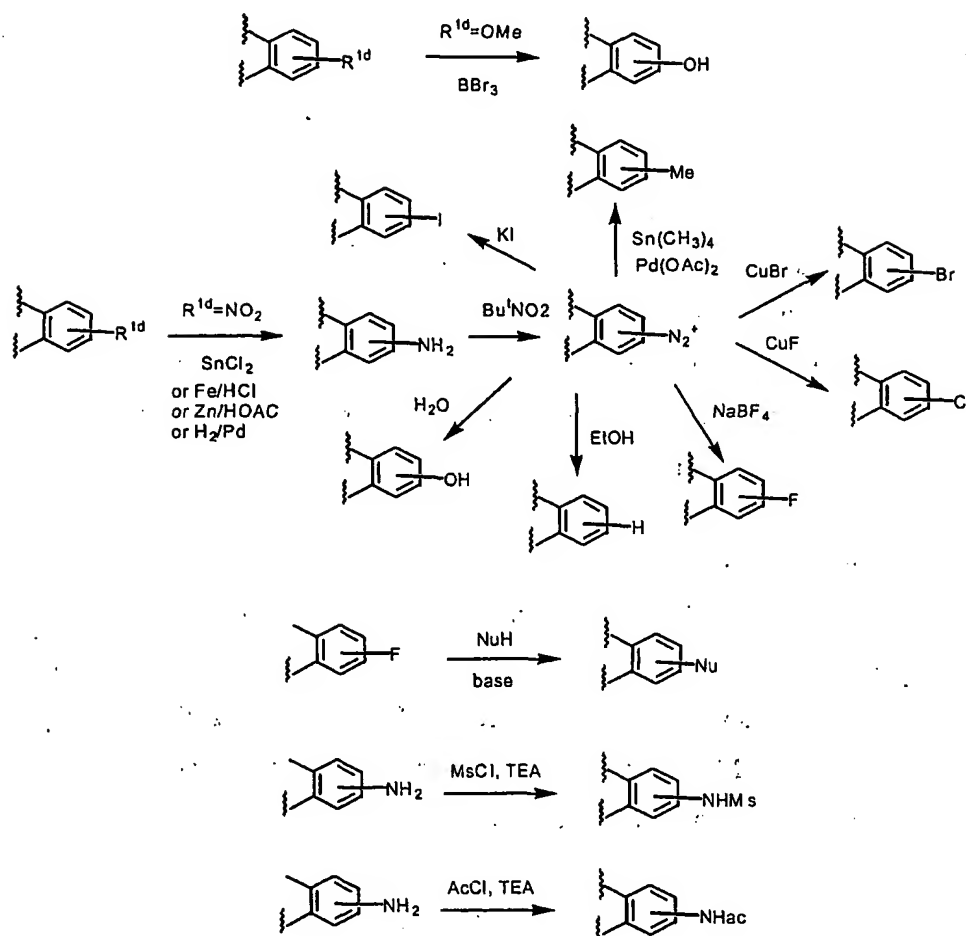 R¹ᵈ
R¹ᵈ=OMe
BBr₃
OH
Me
I
KI
Sn(CH₃)₄
Pd(OAc)₂
CuBr
Br
R¹ᵈ
R¹ᵈ=NO₂
SnCl₂
or Fe/HCl
or Zn/HOAC
or H₂/Pd
NH₂
BuᵗNO2
N₂⁺
CuF
C
H₂O
OH
EtOH
H
NaBF₄
F
F
NuH
base
Nu
NH₂
MsCl, TEA
NHMs
NH₂
AcCl, TEA
NHac